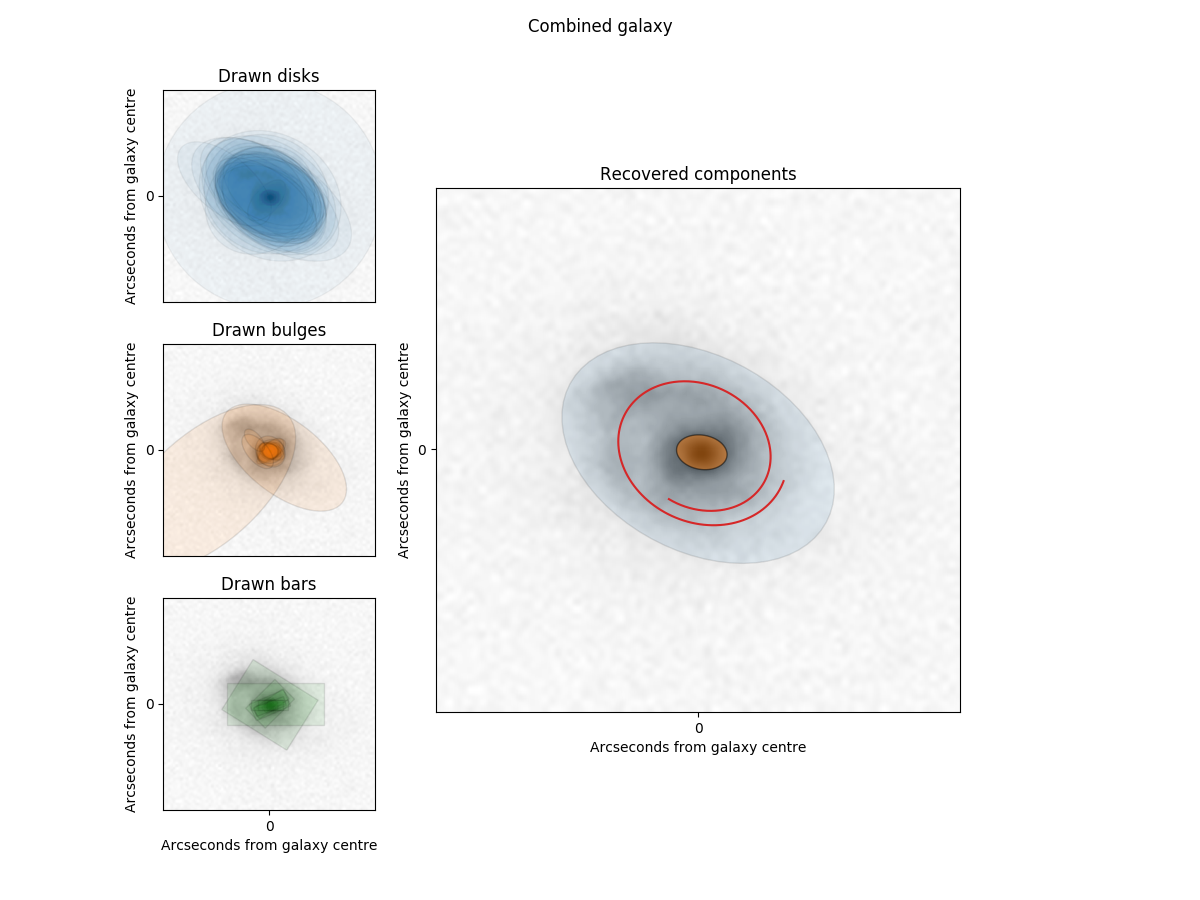 Combined galaxy
Drawn disks
Arcseconds from galaxy centre
0
Drawn bulges
Arcseconds from galaxy centre
0
Drawn bars
Arcseconds from galaxy centre
0
0
Arcseconds from galaxy centre
Recovered components
Arcseconds from galaxy centre
0
0
Arcseconds from galaxy centre